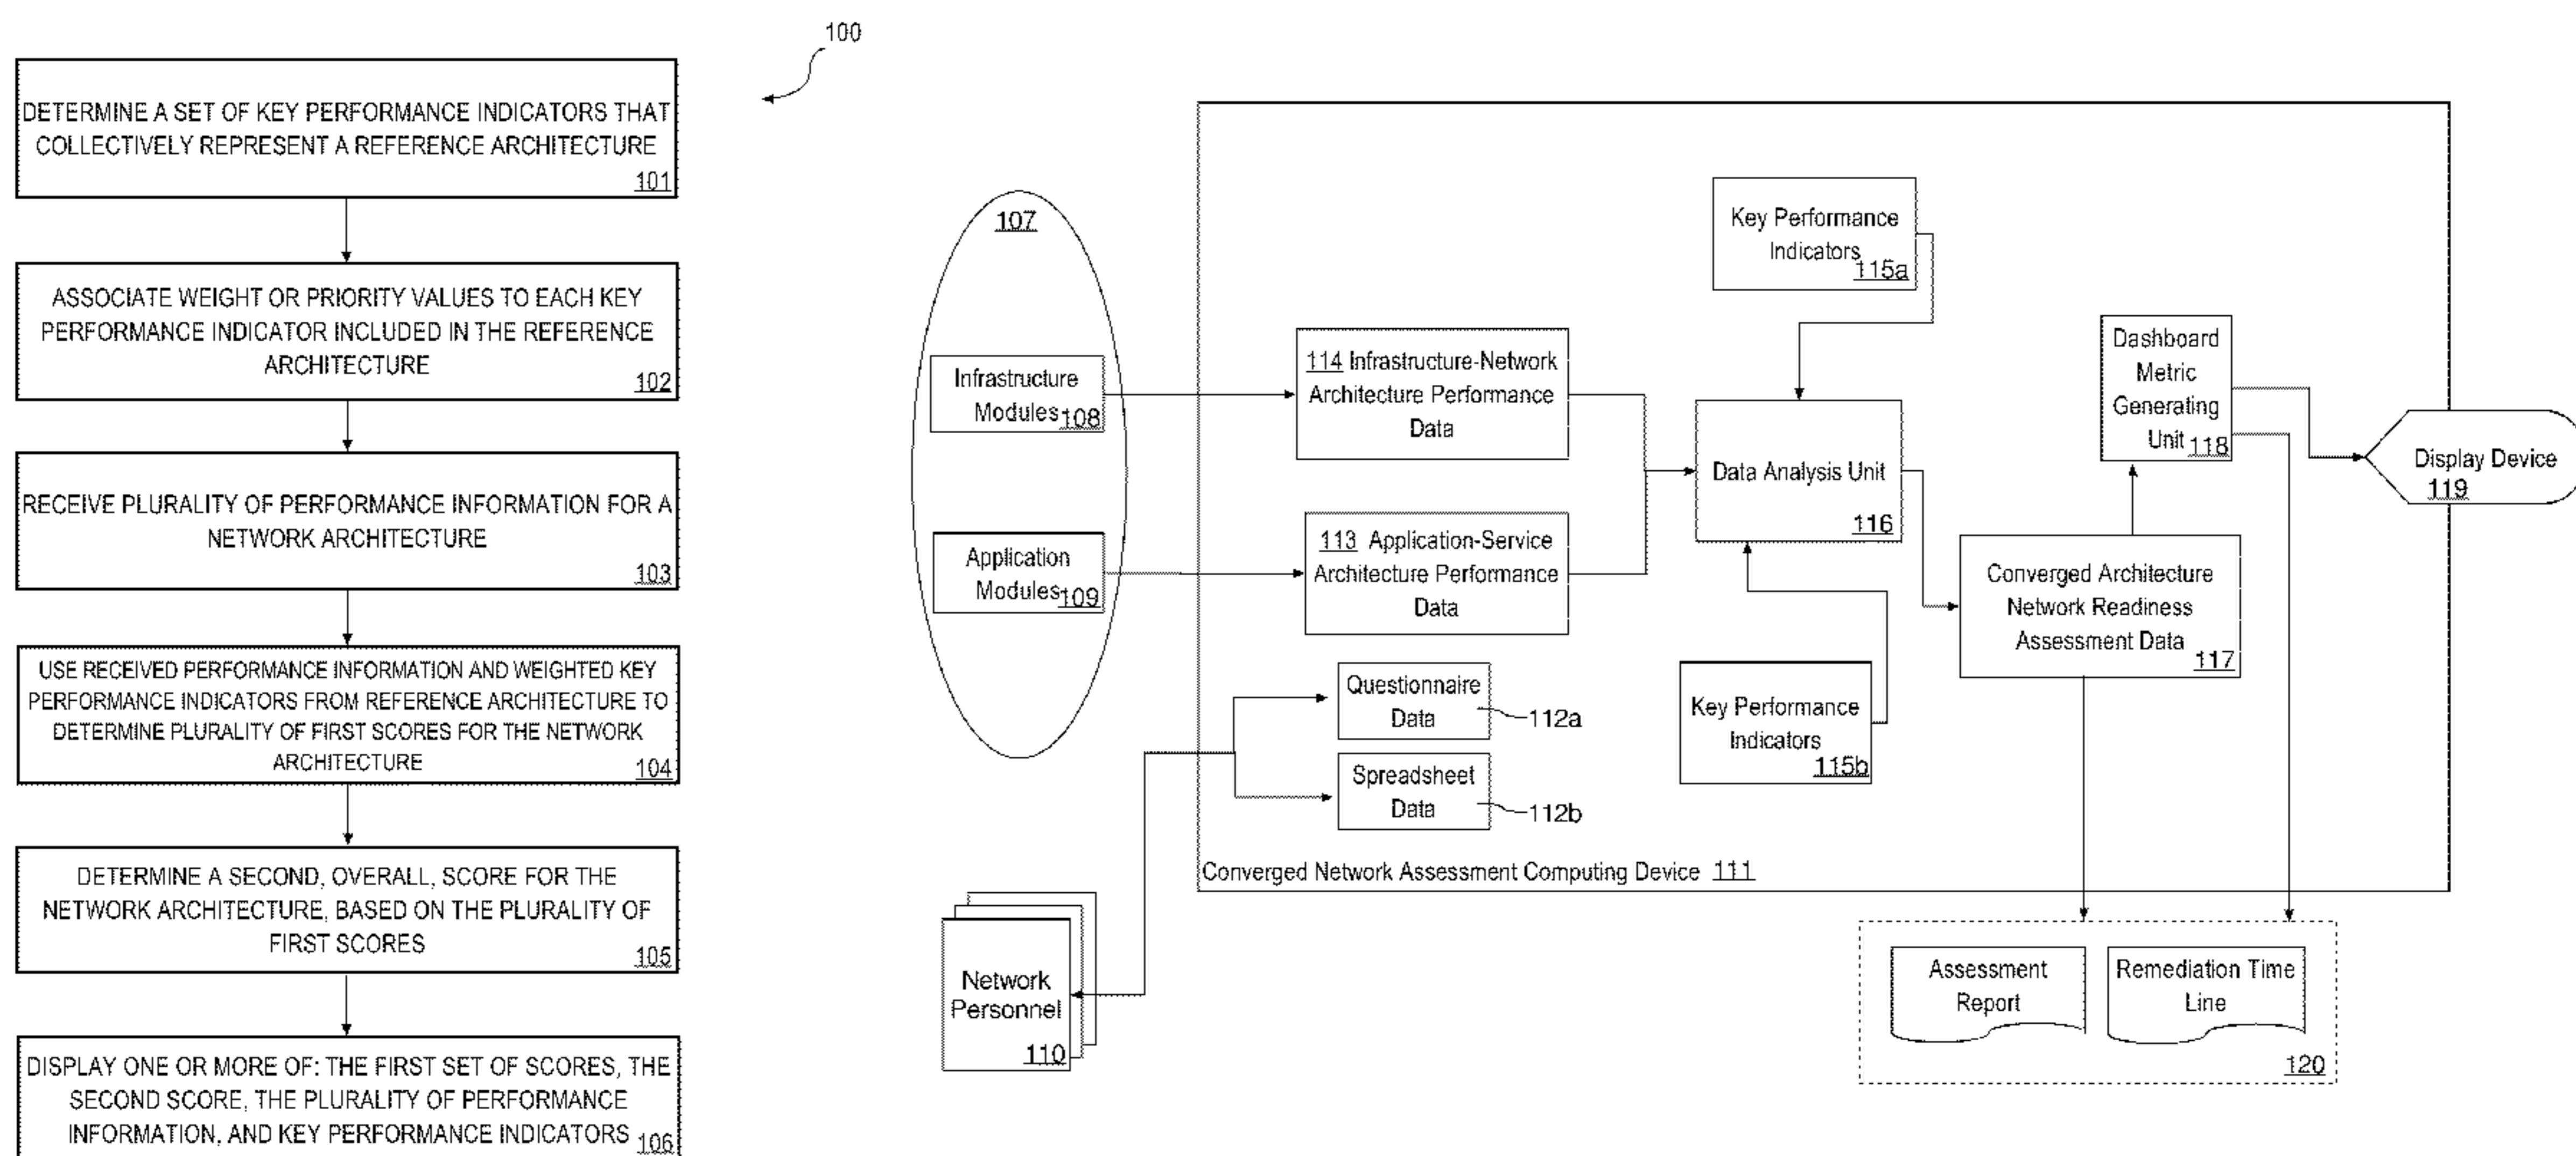 100
DETERMINE A SET OF KEY PERFORMANCE INDICATORS THAT
COLLECTIVELY REPRESENT A REFERENCE ARCHITECTURE
101
ASSOCIATE WEIGHT OR PRIORITY VALUES TO EACH KEY
PERFORMANCE INDICATOR INCLUDED IN THE REFERENCE
ARCHITECTURE
102
RECEIVE PLURALITY OF PERFORMANCE INFORMATION FOR A
NETWORK ARCHITECTURE
103
USE RECEIVED PERFORMANCE INFORMATION AND WEIGHTED KEY
PERFORMANCE INDICATORS FROM REFERENCE ARCHITECTURE TO
DETERMINE PLURALITY OF FIRST SCORES FOR THE NETWORK
ARCHITECTURE
104
DETERMINE A SECOND, OVERALL, SCORE FOR THE
NETWORK ARCHITECTURE, BASED ON THE PLURALITY OF
FIRST SCORES
105
DISPLAY ONE OR MORE OF: THE FIRST SET OF SCORES, THE
SECOND SCORE, THE PLURALITY OF PERFORMANCE
INFORMATION, AND KEY PERFORMANCE INDICATORS 106
107
Infrastructure
Modules 108
Application
Modules 109
Network
Personnel
110
114 Infrastructure-Network
Architecture Performance
Data
113 Application-Service
Architecture Performance
Data
Questionnaire
Data
112a
Spreadsheet
Data
112b
Key Performance
Indicators
115a
Data Analysis Unit
116
Key Performance
Indicators
115b
Dashboard
Metric
Generating
Unit 118
Display Device
119
Converged Architecture
Network Readiness
Assessment Data
117
Converged Network Assessment Computing Device 111
Assessment
Report
Remediation Time
Line
120